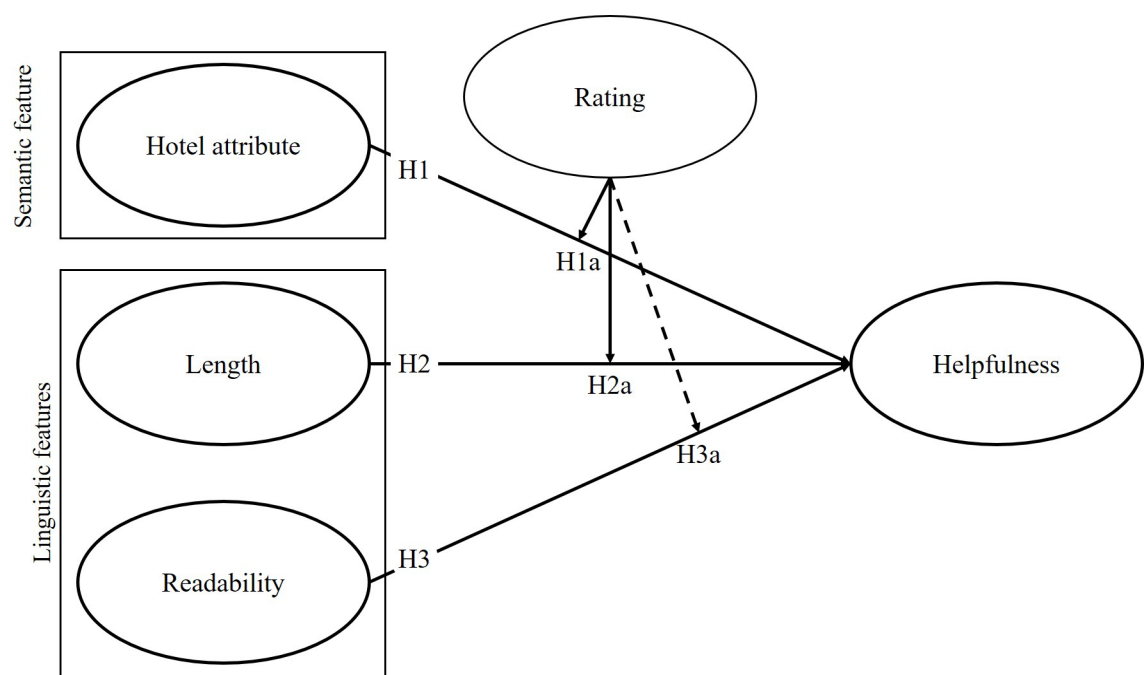 Semantic feature
Hotel attribute
Rating
H1
H1a
Linguistic features
Length
H2
H2a
Helpfulness
H3a
Readability
H3